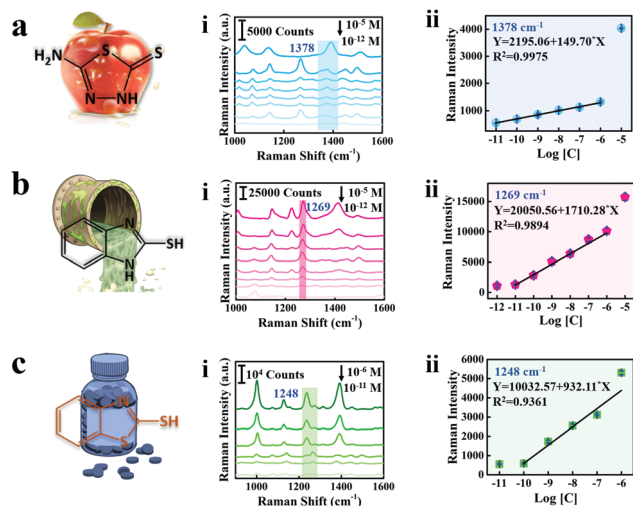 a
H₂N
S
S
N
NH
i
5000 Counts
10⁻⁵ M
1378
10⁻¹² M
Raman Intensity (a.u.)
1000 1200 1400 1600
Raman Shift (cm⁻¹)
ii
1378 cm⁻¹
Y=2195.06+149.70*X
R²=0.9975
Raman Intensity
4000
3000
2000
1000
-11 -10 -9 -8 -7 -6 -5
Log [C]
b
N
SH
N
H
i
25000 Counts
10⁻⁵ M
1269
10⁻¹² M
Raman Intensity (a.u.)
1000 1200 1400 1600
Raman Shift (cm⁻¹)
ii
1269 cm⁻¹
Y=20050.56+1710.28*X
R²=0.9894
Raman Intensity
15000
10000
5000
0
-12 -11 -10 -9 -8 -7 -6 -5
Log [C]
c
N
SH
S
i
10⁴ Counts
10⁻⁶ M
1248
10⁻¹¹ M
Raman Intensity (a.u.)
1000 1200 1400 1600
Raman Shift (cm⁻¹)
ii
1248 cm⁻¹
Y=10032.57+932.11*X
R²=0.9361
Raman Intensity
6000
5000
4000
3000
2000
1000
0
-11 -10 -9 -8 -7 -6
Log [C]